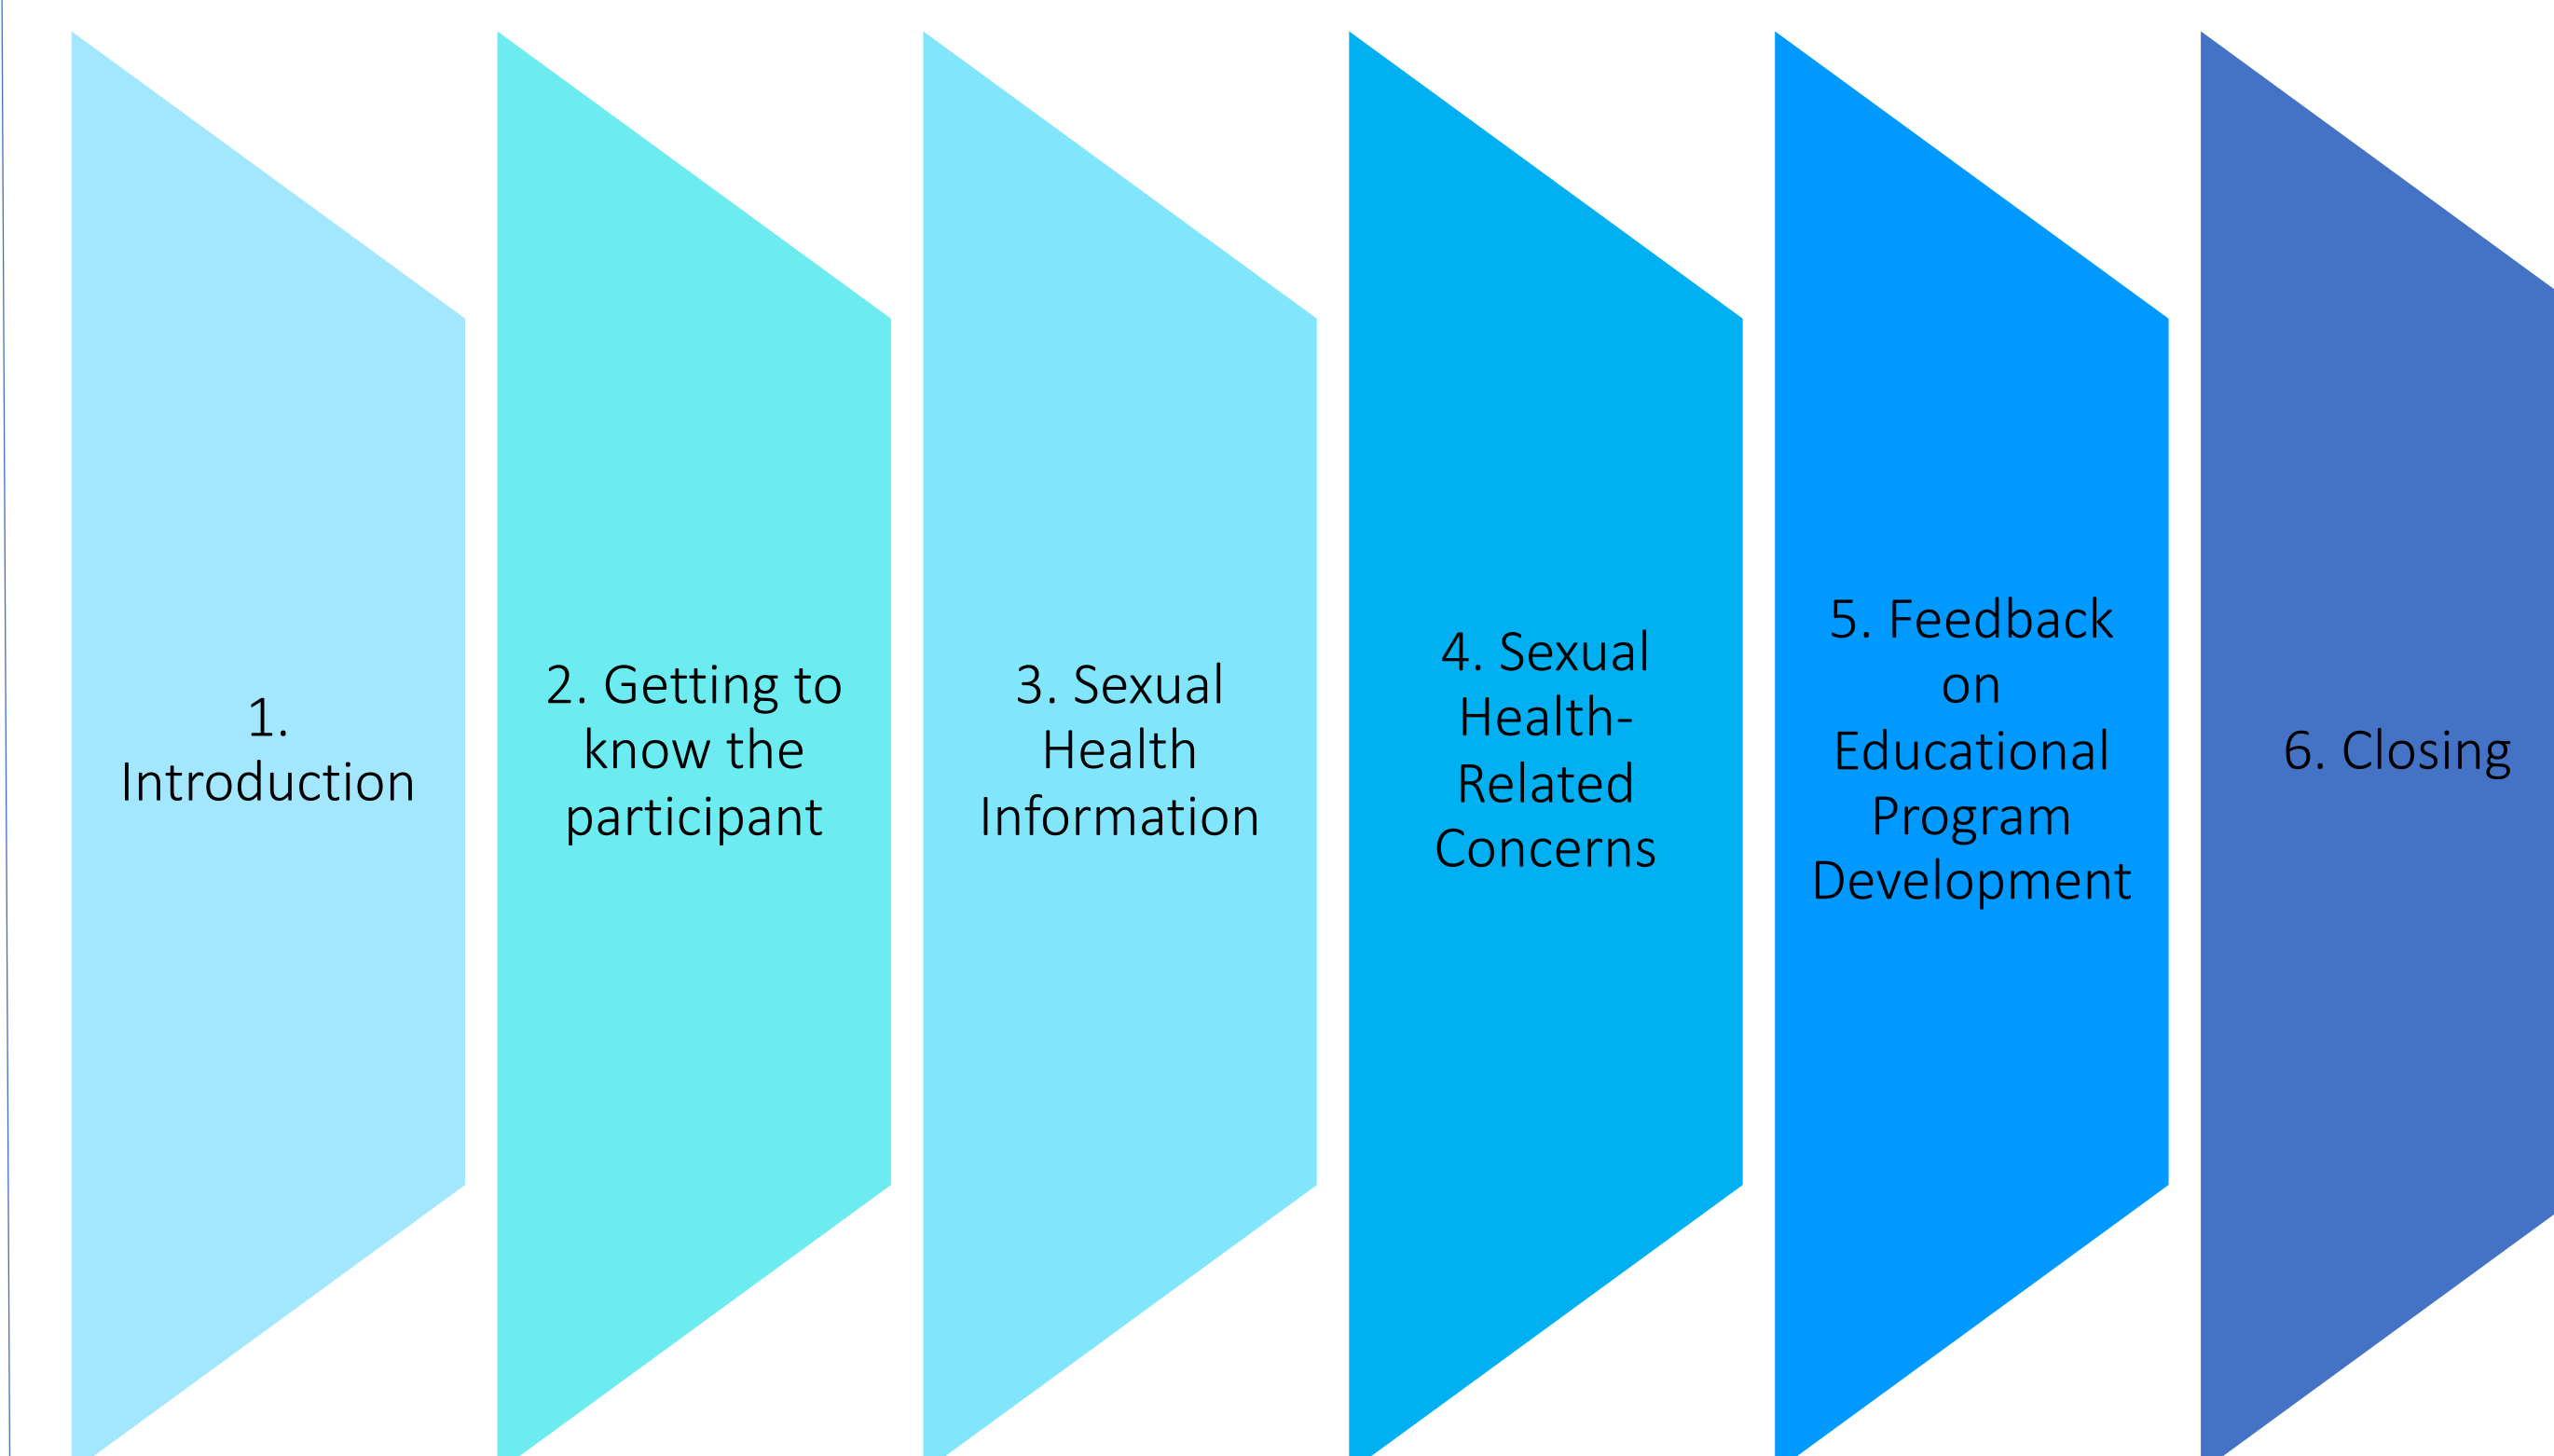 1.
Introduction
2. Getting to
know the
participant
3. Sexual
Health
Information
4. Sexual
Health-
Related
Concerns
5. Feedback
on
Educational
Program
Development
6. Closing